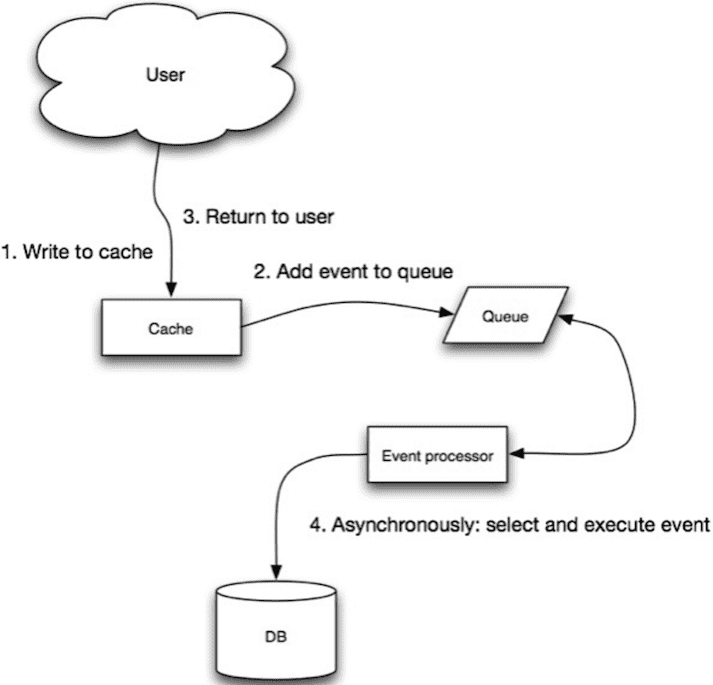 User
3. Return to user
1. Write to cache
2. Add event to queue
Cache
Queue
Event processor
4. Asynchronously: select and execute event
DB